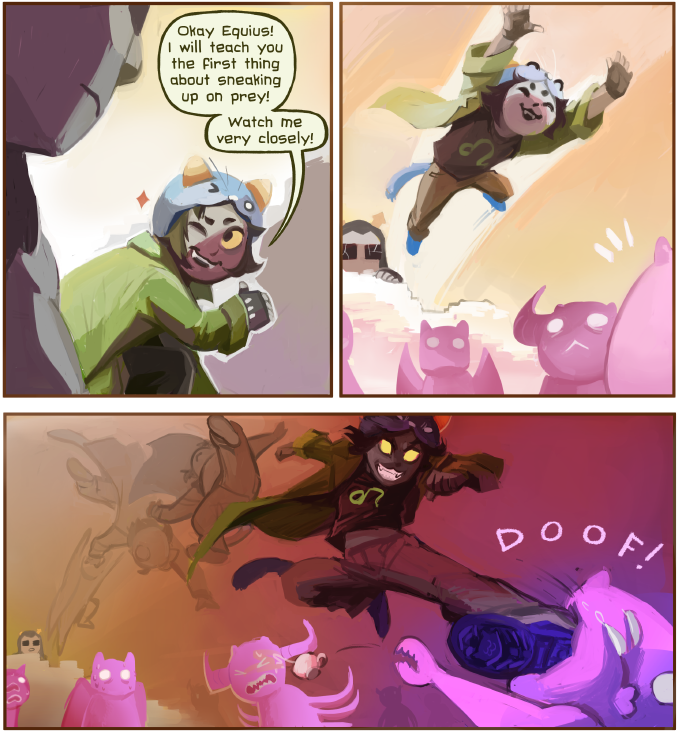 Okay Equius!
I will teach you
the first thing
about sneaking
up on prey!
Watch me
very closely!
DOOF!